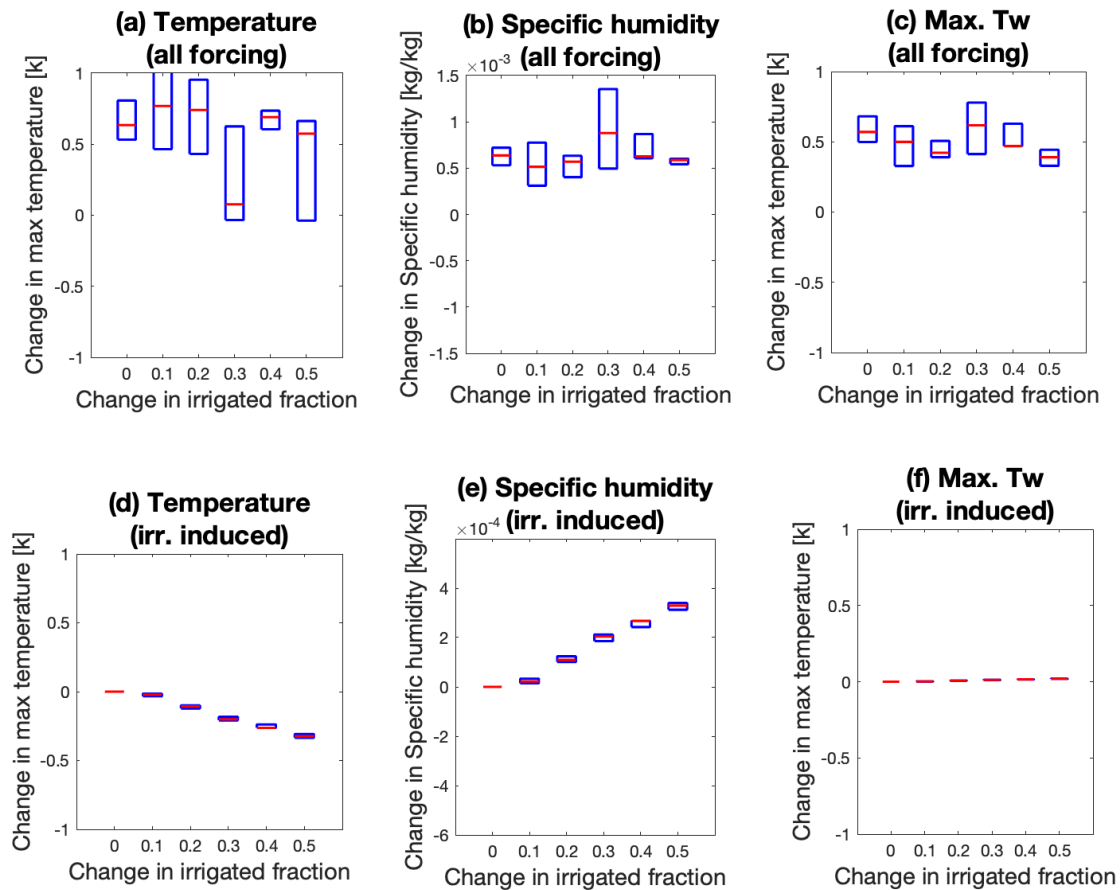 (a) Temperature
(all forcing)
Change in max temperature [k]
1
0.5
0
-0.5
-1
0 0.1 0.2 0.3 0.4 0.5
Change in irrigated fraction
(b) Specific humidity
(all forcing)
×10⁻³
Change in Specific humidity [kg/kg]
1.5
1
0.5
0
-0.5
-1
-1.5
0 0.1 0.2 0.3 0.4 0.5
Change in irrigated fraction
(c) Max. Tw
(all forcing)
Change in max temperature [k]
1
0.5
0
-0.5
-1
0 0.1 0.2 0.3 0.4 0.5
Change in irrigated fraction
(d) Temperature
(irr. induced)
Change in max temperature [k]
1
0.5
0
-0.5
-1
0 0.1 0.2 0.3 0.4 0.5
Change in irrigated fraction
(e) Specific humidity
(irr. induced)
×10⁻⁴
Change in Specific humidity [kg/kg]
4
2
0
-2
-4
-6
0 0.1 0.2 0.3 0.4 0.5
Change in irrigated fraction
(f) Max. Tw
(irr. induced)
Change in max temperature [k]
1
0.5
0
-0.5
-1
0 0.1 0.2 0.3 0.4 0.5
Change in irrigated fraction